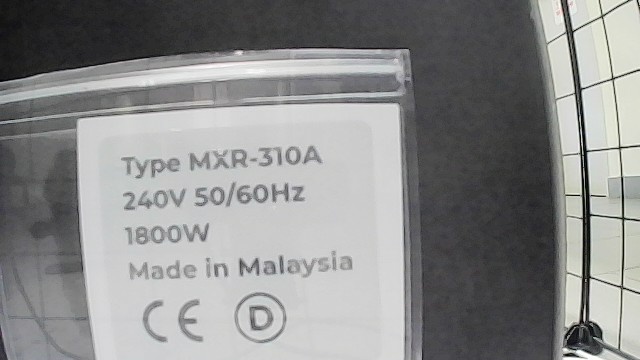 Type MXR-310A
240V 50/60Hz
1800W
Made in Malaysia
CE D